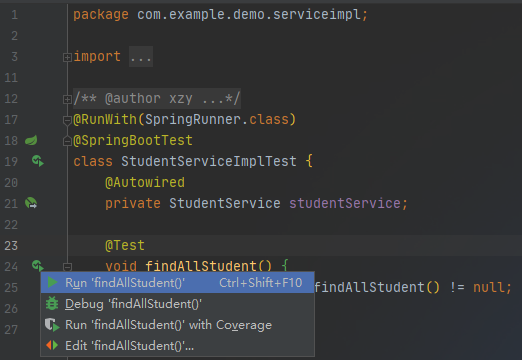 1 package com.example.demo.serviceimpl;
2
3 import ...
11
12 /** @author xzy ...*/
17 @RunWith(SpringRunner.class)
18 @SpringBootTest
19 class StudentServiceImplTest {
20 @Autowired
21 private StudentService studentService;
22
23 @Test
24 void findAllStudent() {
25 findAllStudent() != null;
26
27
Run 'findAllStudent()' Ctrl+Shift+F10
Debug 'findAllStudent()'
Run 'findAllStudent()' with Coverage
Edit 'findAllStudent()'...